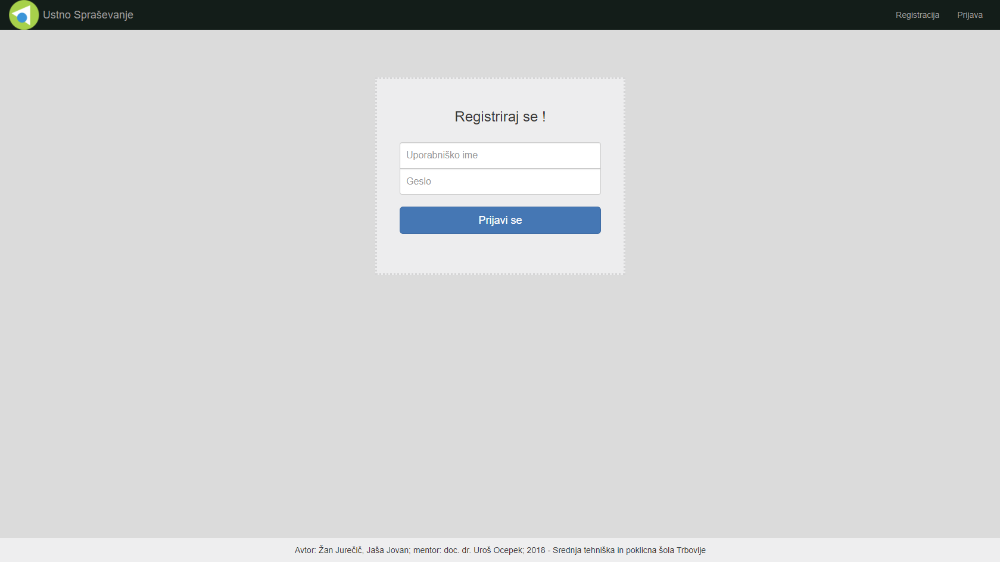 Ustno Spraševanje
Registracija
Prijava
Registriraj se !
Uporabniško ime
Geslo
Prijavi se
Avtor: Žan Jurečič, Jaša Jovan; mentor: doc. dr. Uroš Ocepek; 2018 - Srednja tehniška in poklicna šola Trbovlje